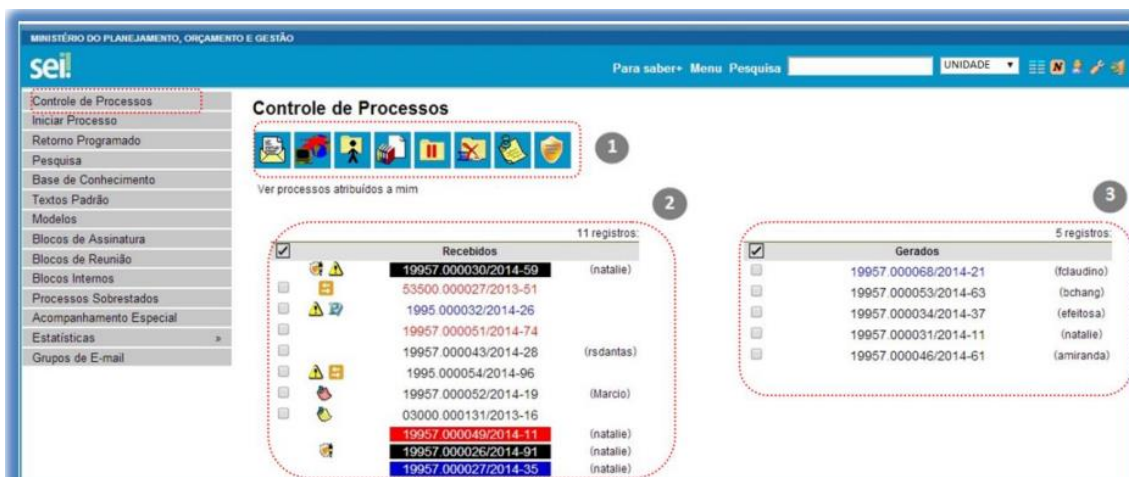 MINISTÉRIO DO PLANEJAMENTO, ORÇAMENTO E GESTÃO
sei!
Para saber+ Menu Pesquisa UNIDADE
Controle de Processos
Iniciar Processo
Retorno Programado
Pesquisa
Base de Conhecimento
Textos Padrão
Modelos
Blocos de Assinatura
Blocos de Reunião
Blocos Internos
Processos Sobrestados
Acompanhamento Especial
Estatísticas »
Grupos de E-mail
Controle de Processos
1
Ver processos atribuídos a mim
2
11 registros:
Recebidos
19957.000030/2014-59 (natalie)
53500.000027/2013-51
1995.000032/2014-26
19957.000051/2014-74
19957.000043/2014-28 (rsdantas)
1995.000054/2014-96
19957.000052/2014-19 (Marcio)
03000.000131/2013-16
19957.000049/2014-11 (natalie)
19957.000026/2014-91 (natalie)
19957.000027/2014-35 (natalie)
3
5 registros:
Gerados
19957.000068/2014-21 (fclaudino)
19957.000053/2014-63 (bchang)
19957.000034/2014-37 (efeitosa)
19957.000031/2014-11 (natalie)
19957.000046/2014-61 (amiranda)